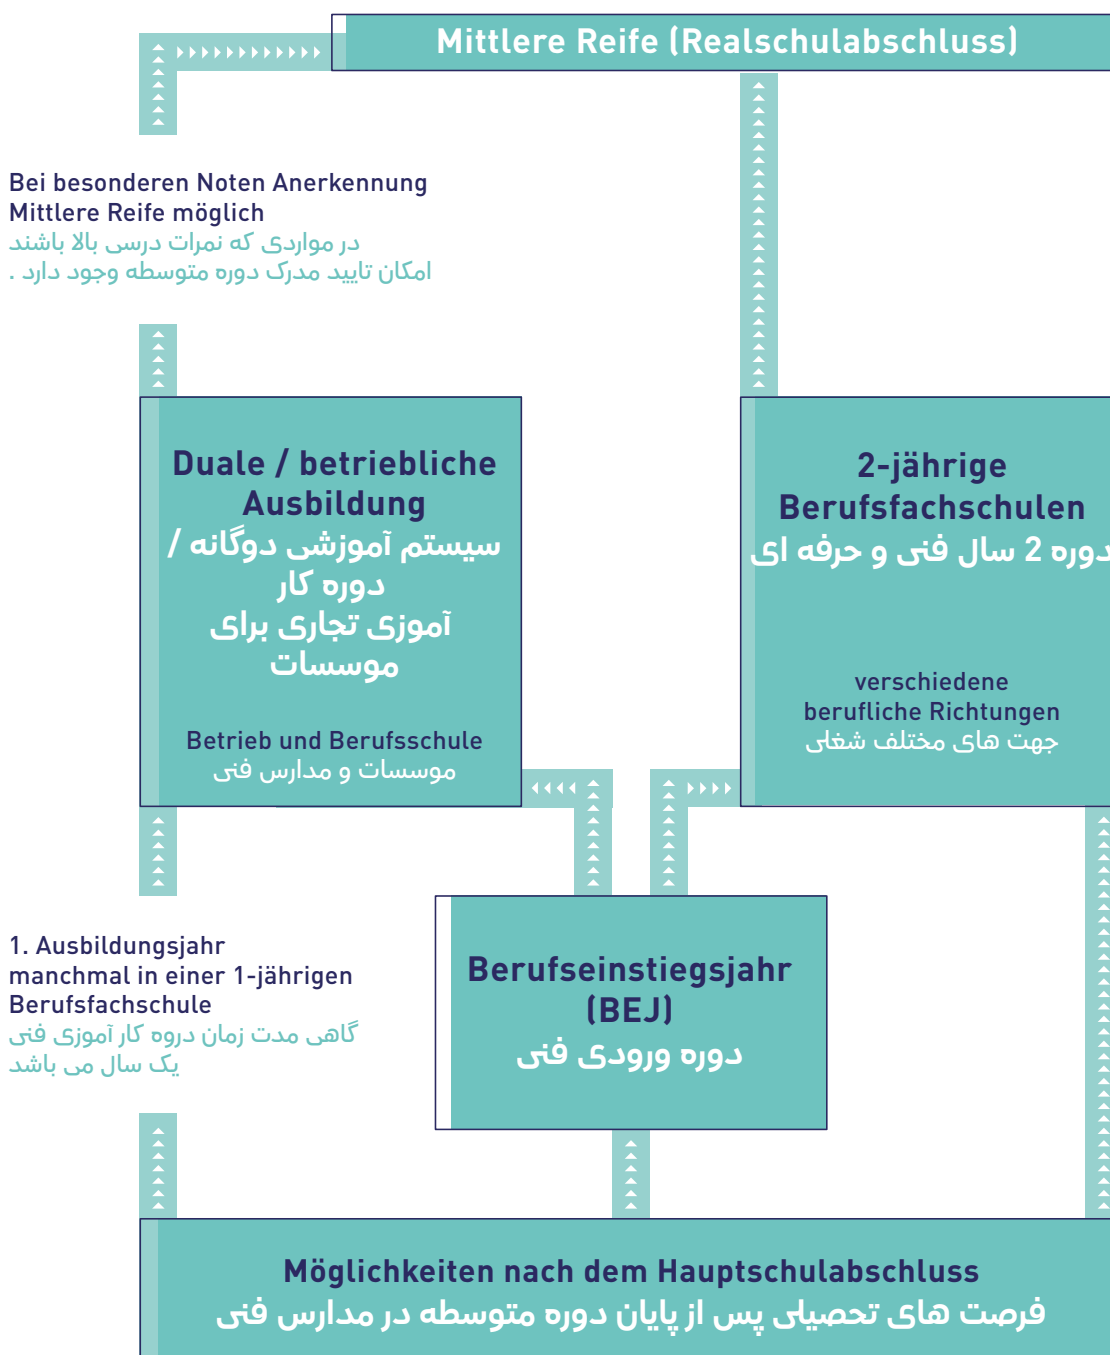 Mittlere Reife (Realschulabschluss)
Bei besonderen Noten Anerkennung
Mittlere Reife möglich
در مواردی که نمرات درسی بالا باشند
امکان تایید مدرک دوره متوسطه وجود دارد .
Duale / betriebliche
Ausbildung
سیستم آموزشی دوگانه /
دوره کار
آموزی تجاری برای
موسسات
Betrieb und Berufsschule
موسسات و مدارس فنی
2-jährige
Berufsfachschulen
دوره 2 سال فنی و حرفه ای
verschiedene
berufliche Richtungen
جهت های مختلف شغلی
1. Ausbildungsjahr
manchmal in einer 1-jährigen
Berufsfachschule
گاهی مدت زمان دروه کار آموزی فنی
یک سال می باشد
Berufseinstiegsjahr
(BEJ)
دوره ورودی فنی
Möglichkeiten nach dem Hauptschulabschluss
فرصت های تحصیلی پس از پایان دوره متوسطه در مدارس فنی